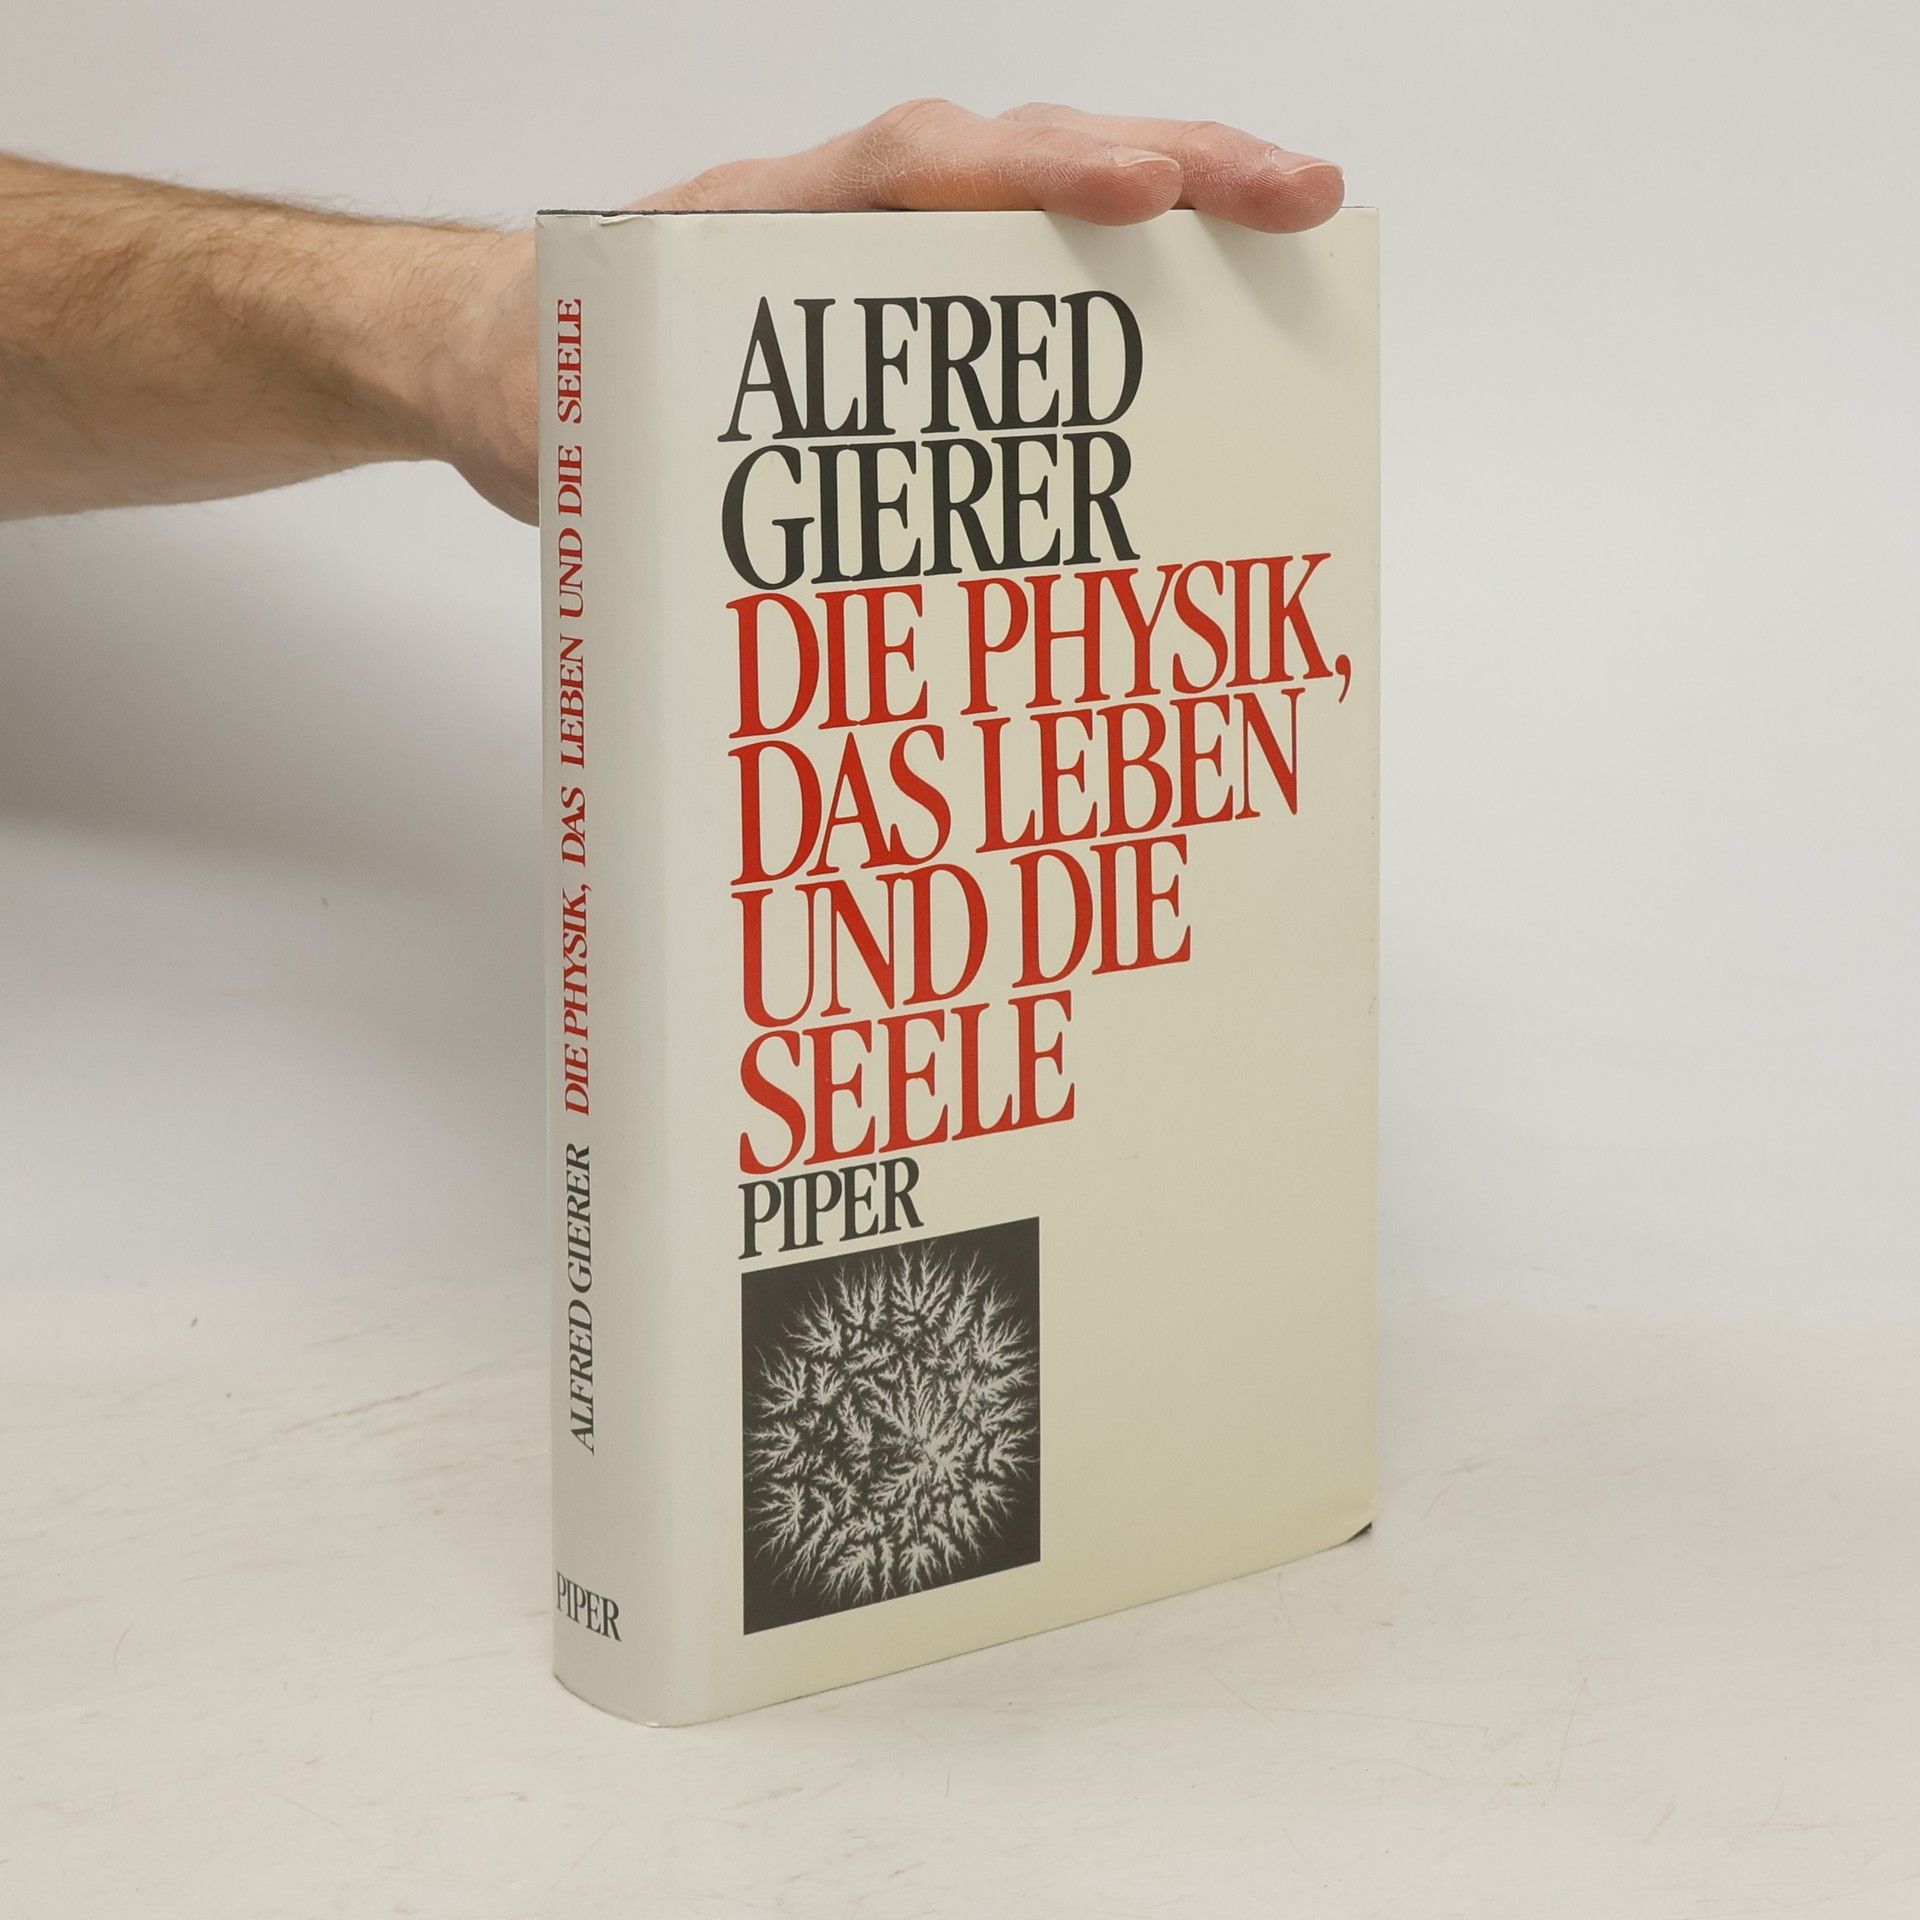 ALFRED
GIERER
DIE PHYSIK,
DAS LEBEN
UND DIE
SEELE
PIPER
ALFRED GIERER DIE PHYSIK, DAS LEBEN UND DIE SEELE
PIPER